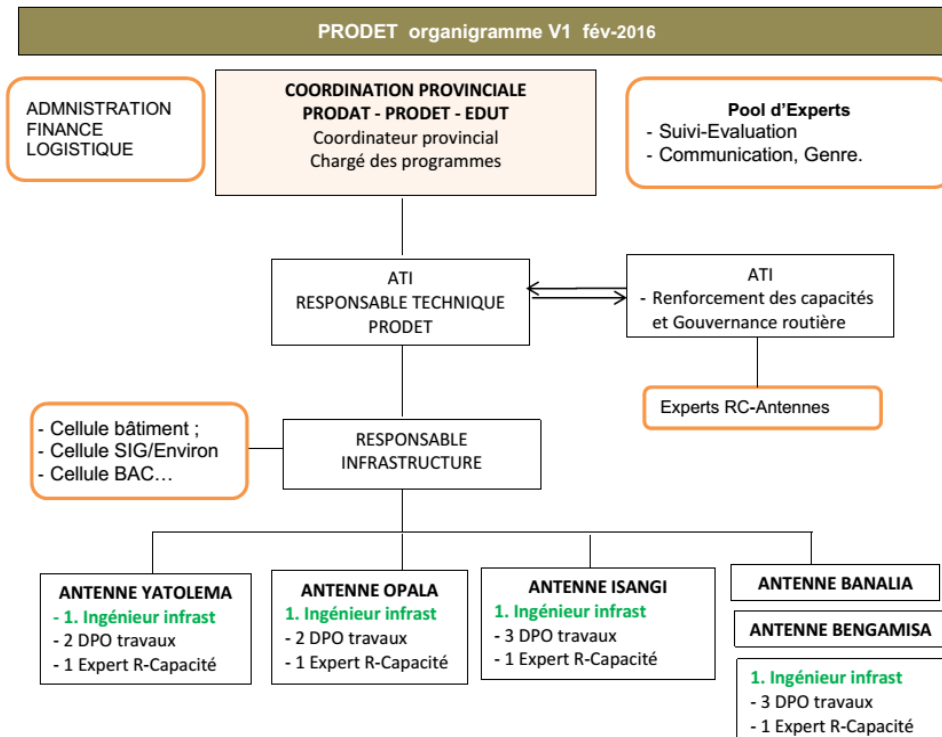 PRODET organigramme V1 fév-2016
ADMNISTRATION
FINANCE
LOGISTIQUE
COORDINATION PROVINCIALE
PRODAT - PRODET - EDUT
Coordinateur provincial
Chargé des programmes
Pool d'Experts
- Suivi-Evaluation
- Communication, Genre.
ATI
RESPONSABLE TECHNIQUE
PRODET
ATI
- Renforcement des capacités
et Gouvernance routière
Experts RC-Antennes
- Cellule bâtiment ;
- Cellule SIG/Environ
- Cellule BAC…
RESPONSABLE
INFRASTRUCTURE
ANTENNE YATOLEMA
- 1. Ingénieur infrast
- 2 DPO travaux
- 1 Expert R-Capacité
ANTENNE OPALA
1. Ingénieur infrast
- 2 DPO travaux
- 1 Expert R-Capacité
ANTENNE ISANGI
1. Ingénieur infrast
- 3 DPO travaux
- 1 Expert R-Capacité
ANTENNE BANALIA
ANTENNE BENGAMISA
1. Ingénieur infrast
- 3 DPO travaux
- 1 Expert R-Capacité